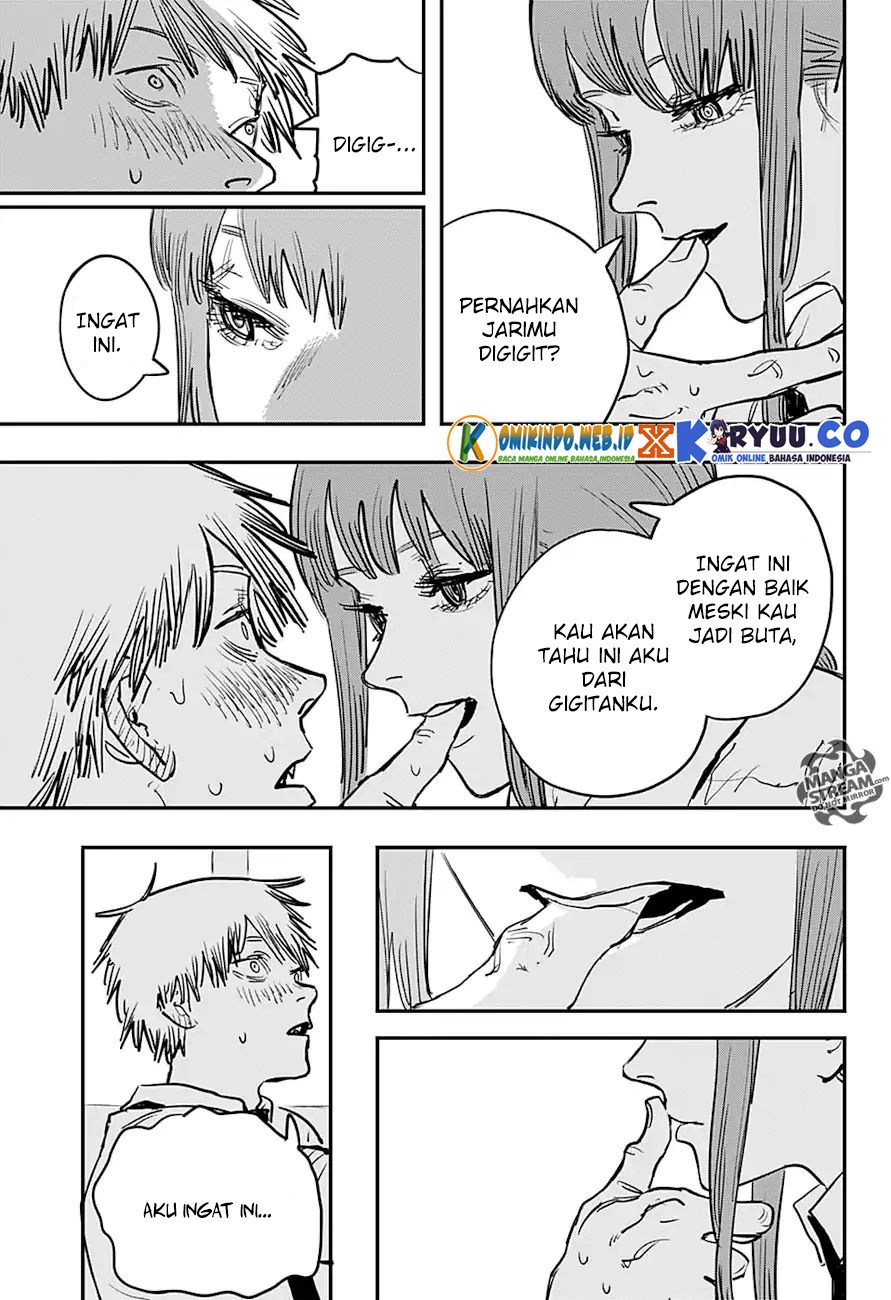 PERNAHKAN
JARIMU
DIGIGIT?
DIGIG-...
INGAT
INI.
KOMIKINDO.WEB.ID
BACA MANGA ONLINE BAHASA INDONESIA
X
KIRYUU.CO
OMIK ONLINE BAHASA INDONESIA
INGAT INI
DENGAN BAIK
MESKI KAU
JADI BUTA,
KAU AKAN
TAHU INI AKU
DARI
GIGITANKU.
MANGA
STREAM.com
DO NOT MIRROR
AKU INGAT INI...